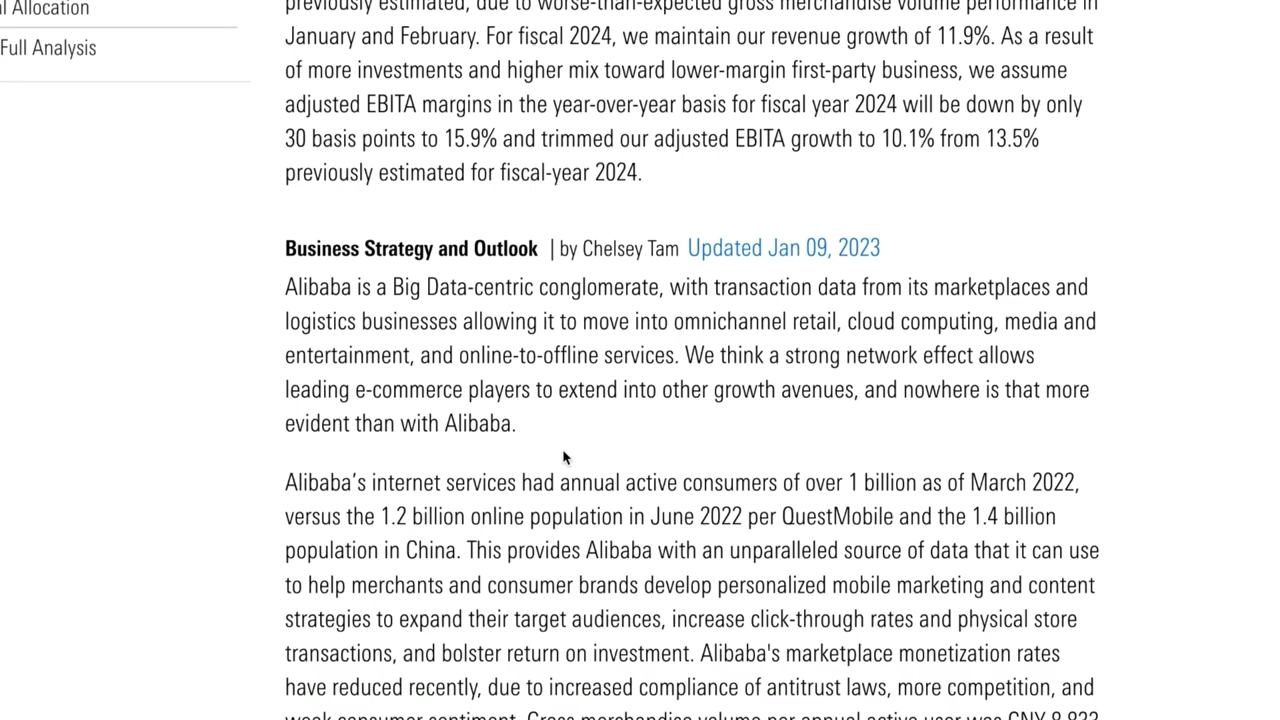 l Allocation
Full Analysis
previously estimated, due to worse-than-expected gross merchandise volume performance in
January and February. For fiscal 2024, we maintain our revenue growth of 11.9%. As a result
of more investments and higher mix toward lower-margin first-party business, we assume
adjusted EBITA margins in the year-over-year basis for fiscal year 2024 will be down by only
30 basis points to 15.9% and trimmed our adjusted EBITA growth to 10.1% from 13.5%
previously estimated for fiscal-year 2024.
Business Strategy and Outlook | by Chelsey Tam Updated Jan 09, 2023
Alibaba is a Big Data-centric conglomerate, with transaction data from its marketplaces and
logistics businesses allowing it to move into omnichannel retail, cloud computing, media and
entertainment, and online-to-offline services. We think a strong network effect allows
leading e-commerce players to extend into other growth avenues, and nowhere is that more
evident than with Alibaba.
Alibaba’s internet services had annual active consumers of over 1 billion as of March 2022,
versus the 1.2 billion online population in June 2022 per QuestMobile and the 1.4 billion
population in China. This provides Alibaba with an unparalleled source of data that it can use
to help merchants and consumer brands develop personalized mobile marketing and content
strategies to expand their target audiences, increase click-through rates and physical store
transactions, and bolster return on investment. Alibaba's marketplace monetization rates
have reduced recently, due to increased compliance of antitrust laws, more competition, and
weak consumer sentiment. Gross merchandise volume per annual active user was CNY